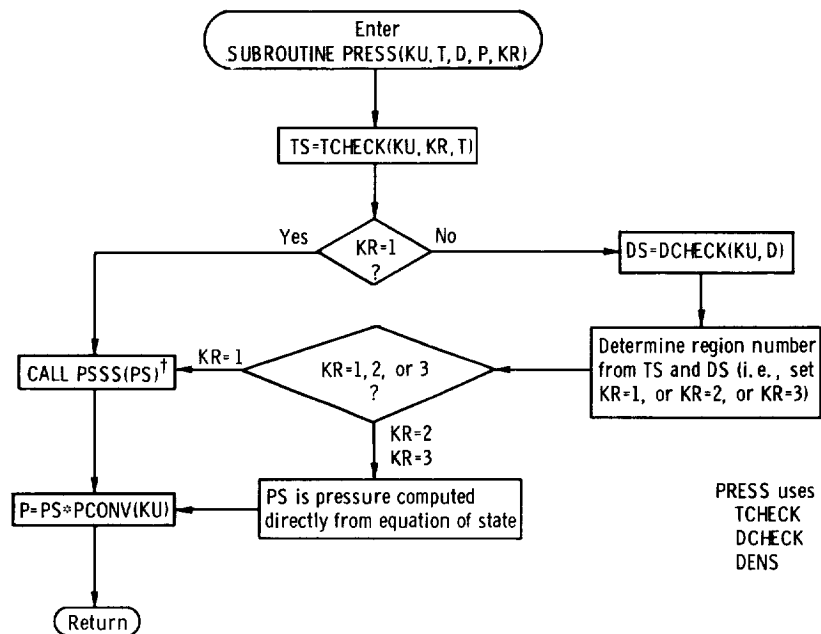 Enter
SUBROUTINE PRESS(KU, T, D, P, KR)
TS=TCHECK(KU, KR, T)
Yes
KR=1
?
No
DS=DCHECK(KU, D)
Determine region number
from TS and DS (i. e., set
KR=1, or KR=2, or KR=3)
KR=1, 2, or 3
?
KR=1
CALL PSSS(PS)†
KR=2
KR=3
PS is pressure computed
directly from equation of state
P=PS*PCONV(KU)
Return
PRESS uses
TCHECK
DCHECK
DENS